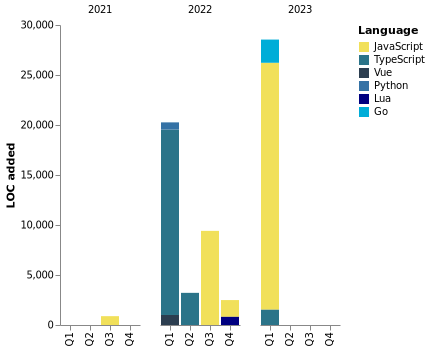 2021 2022 2023
30,000
25,000
20,000
15,000
10,000
5,000
0
LOC added
Q1 Q2 Q3 Q4 Q1 Q2 Q3 Q4 Q1 Q2 Q3 Q4
Language
JavaScript
TypeScript
Vue
Python
Lua
Go